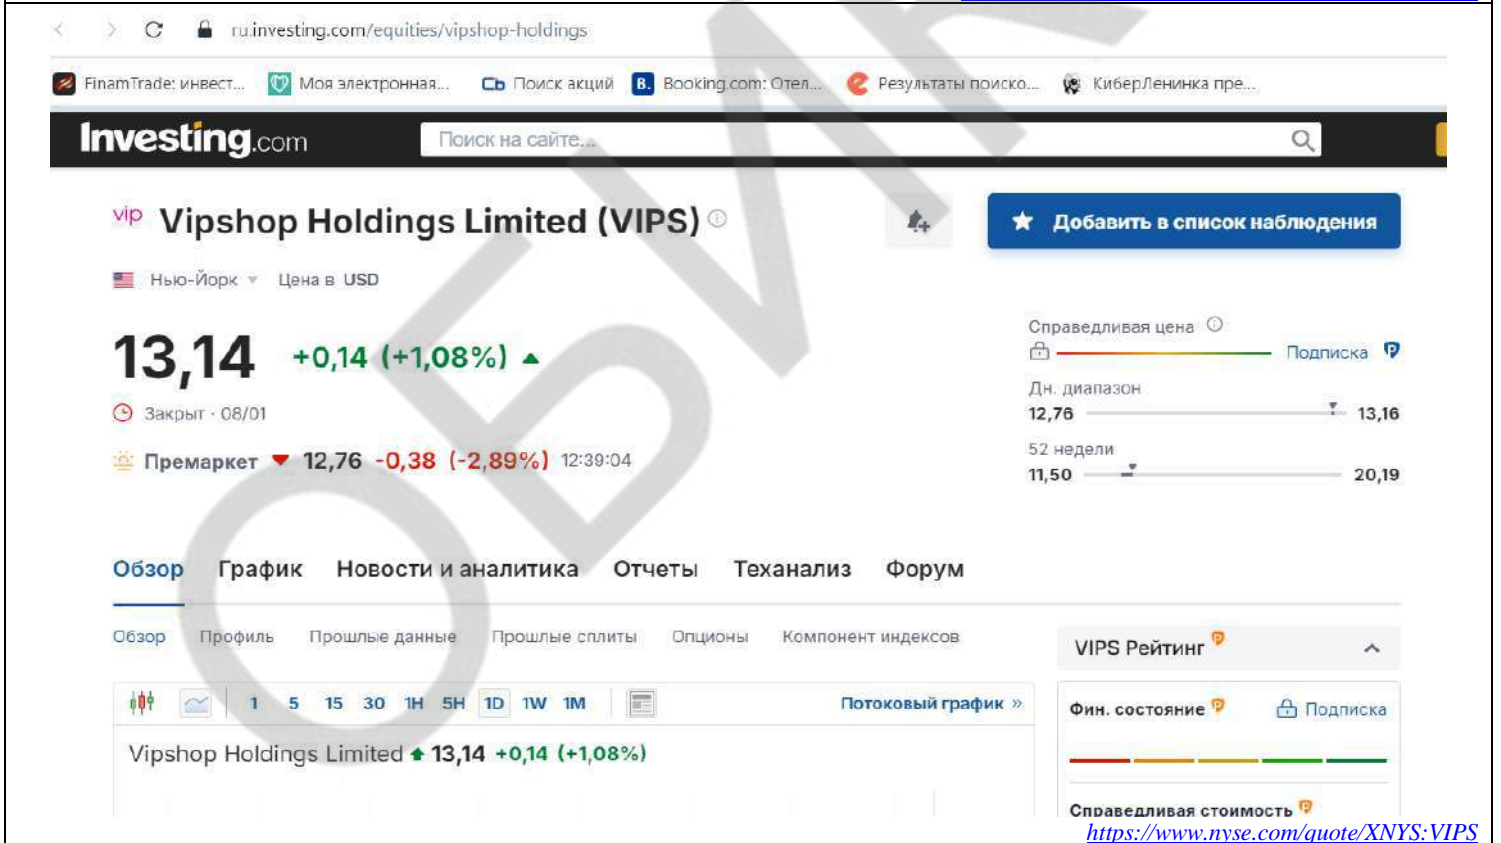 ru.investing.com/equities/vipshop-holdings
FinamTrade: инвест... Моя электронная... Сь Поиск акций B. Booking.com: Отел... Результаты поиско... КиберЛенинка пре...
Investing.com Поиск на сайте...
vip Vipshop Holdings Limited (VIPS)
Добавить в список наблюдения
Нью-Йорк Цена в USD
13,14 +0,14 (+1,08%)
Справедливая цена
Подписка
Закрыт · 08/01
Дн. диапазон
12,76 13,16
Премаркет 12,76 -0,38 (-2,89%) 12:39:04
52 недели
11,50 20,19
Обзор График Новости и аналитика Отчеты Теханализ Форум
Обзор Профиль Прошлые данные Прошлые сплиты Опционы Компонент индексов
VIPS Рейтинг
1 5 15 30 1H 5H 1D 1W 1M Потоковый график »
Фин. состояние Подписка
Vipshop Holdings Limited 13,14 +0,14 (+1,08%)
Справедливая стоимость
https://www.nyse.com/quote/XNYS:VIPS